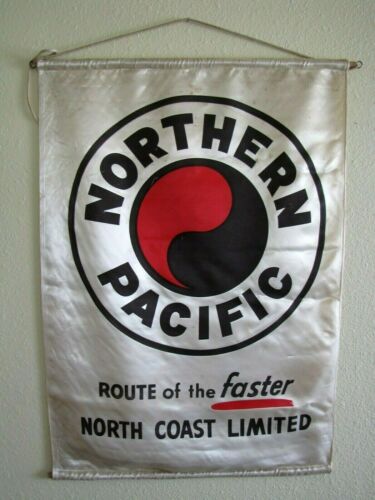 NORTHERN
PACIFIC
ROUTE of the faster
NORTH COAST LIMITED